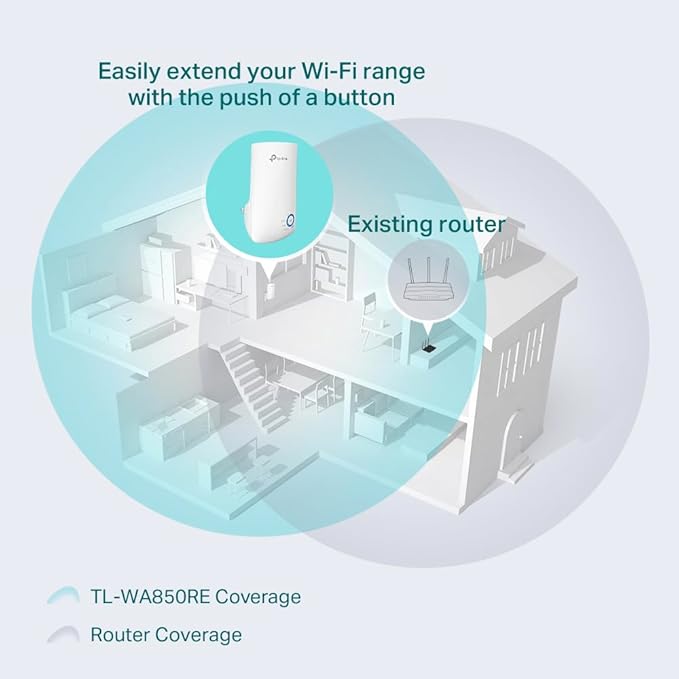 Easily extend your Wi-Fi range
with the push of a button
tp-link
Existing router
TL-WA850RE Coverage
Router Coverage